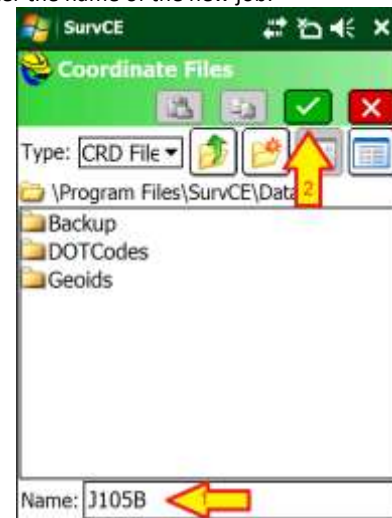 er the name of the new job.
SurvCE
Coordinate Files
Type: CRD File
\Program Files\SurvCE\Data
2
Backup
DOTCodes
Geoids
Name: J105B
1